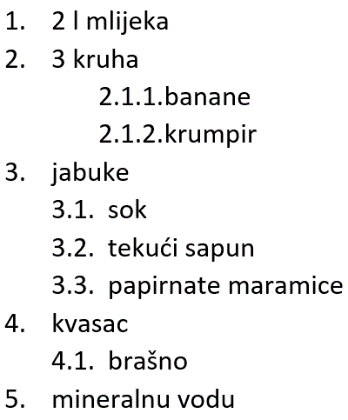 1. 2 l mlijeka
2. 3 kruha
2.1.1.banane
2.1.2.krumpir
3. jabuke
3.1. sok
3.2. tekući sapun
3.3. papirnate maramice
4. kvasac
4.1. brašno
5. mineralnu vodu